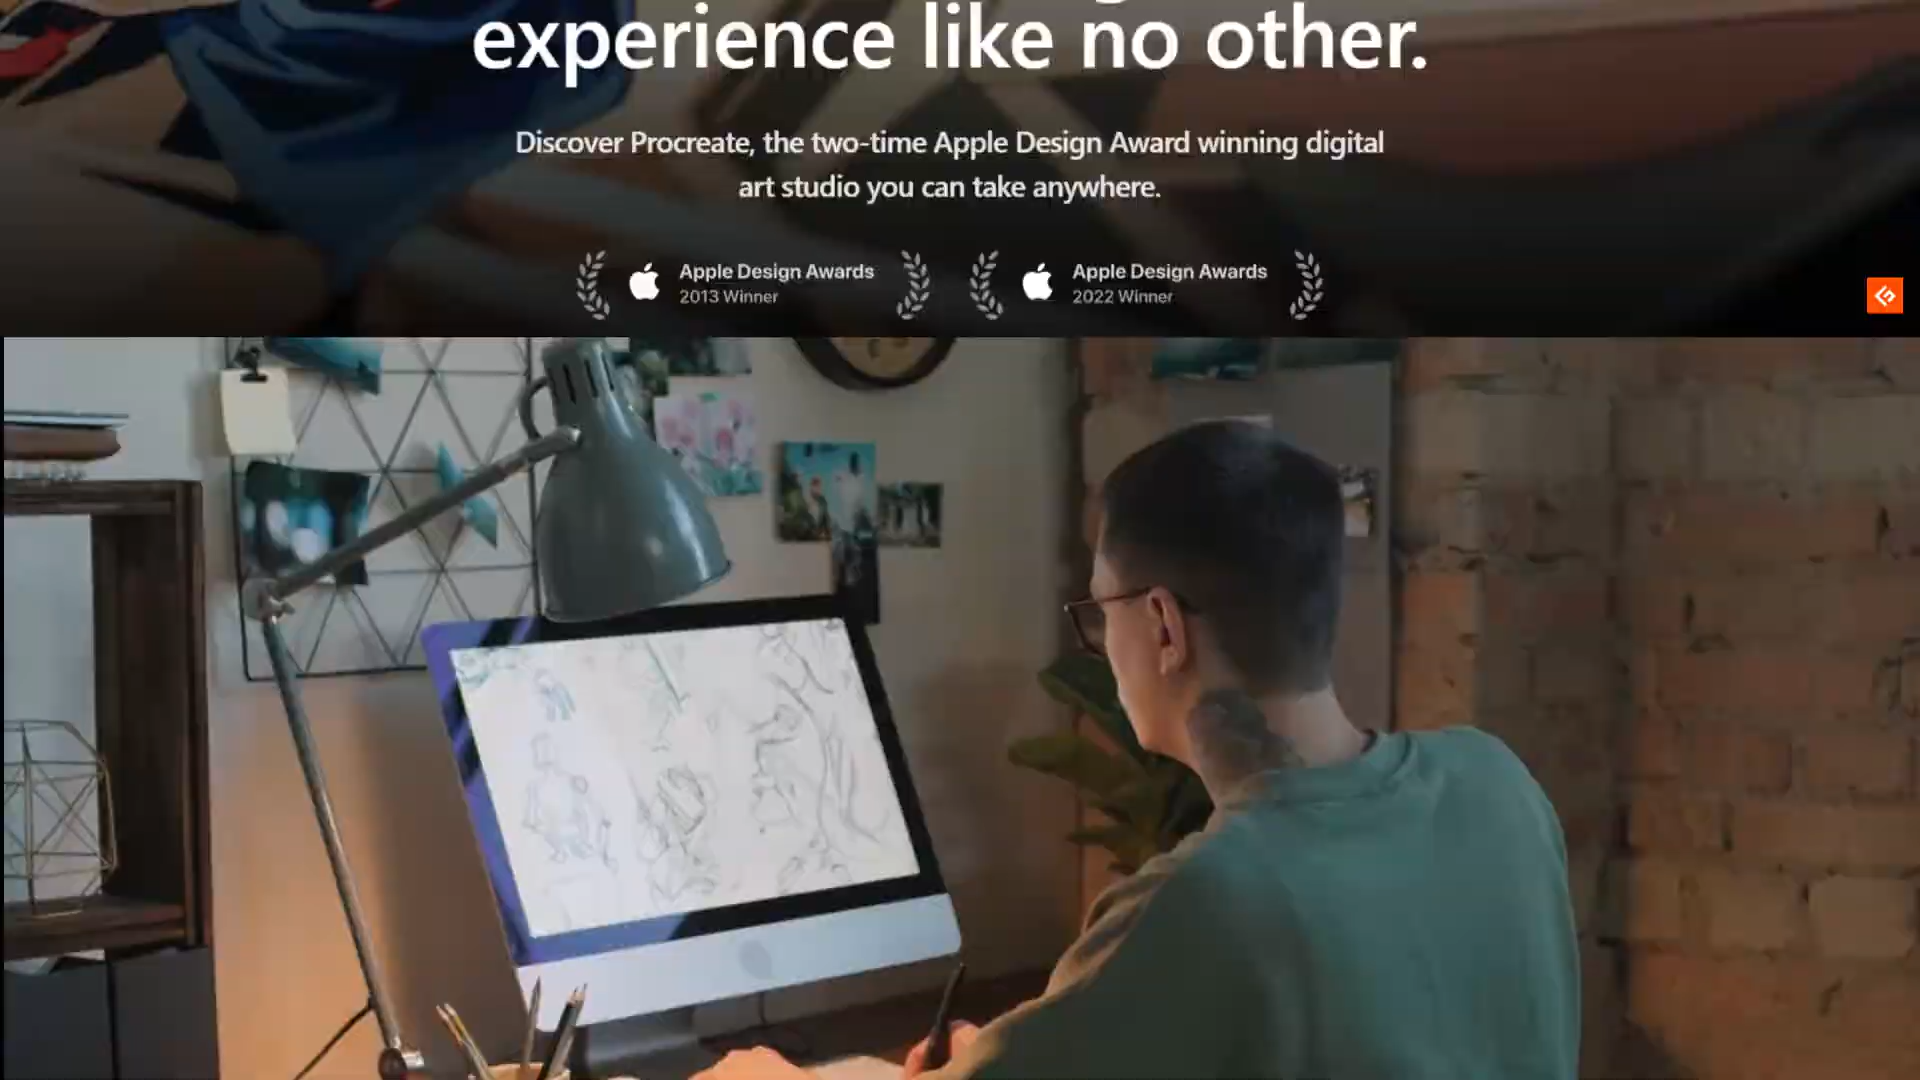 experience like no other.
Discover Procreate, the two-time Apple Design Award winning digital
art studio you can take anywhere.
Apple Design Awards
2013 Winner
Apple Design Awards
2022 Winner